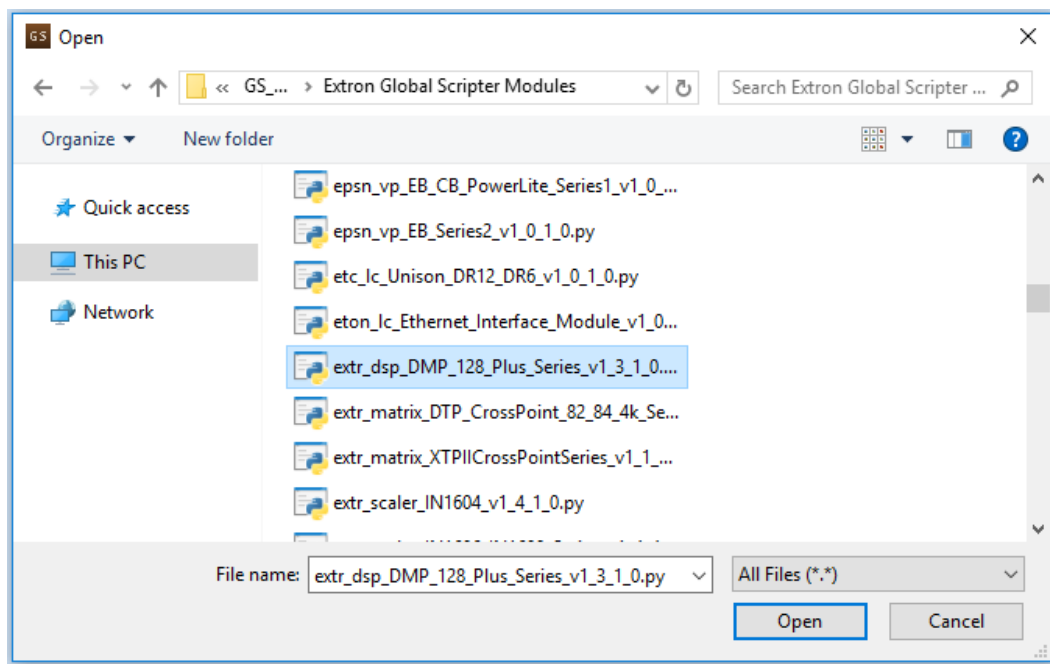 GS Open
« GS_... > Extron Global Scripter Modules Search Extron Global Scripter ...
Organize New folder ?
Quick access
This PC
Network
epsn_vp_EB_CB_PowerLite_Series1_v1_0_...
epsn_vp_EB_Series2_v1_0_1_0.py
etc_lc_Unison_DR12_DR6_v1_0_1_0.py
eton_lc_Ethernet_Interface_Module_v1_0...
extr_dsp_DMP_128_Plus_Series_v1_3_1_0....
extr_matrix_DTP_CrossPoint_82_84_4k_Se...
extr_matrix_XTPIICrossPointSeries_v1_1_...
extr_scaler_IN1604_v1_4_1_0.py
File name: extr_dsp_DMP_128_Plus_Series_v1_3_1_0.py All Files (*.*)
Open Cancel